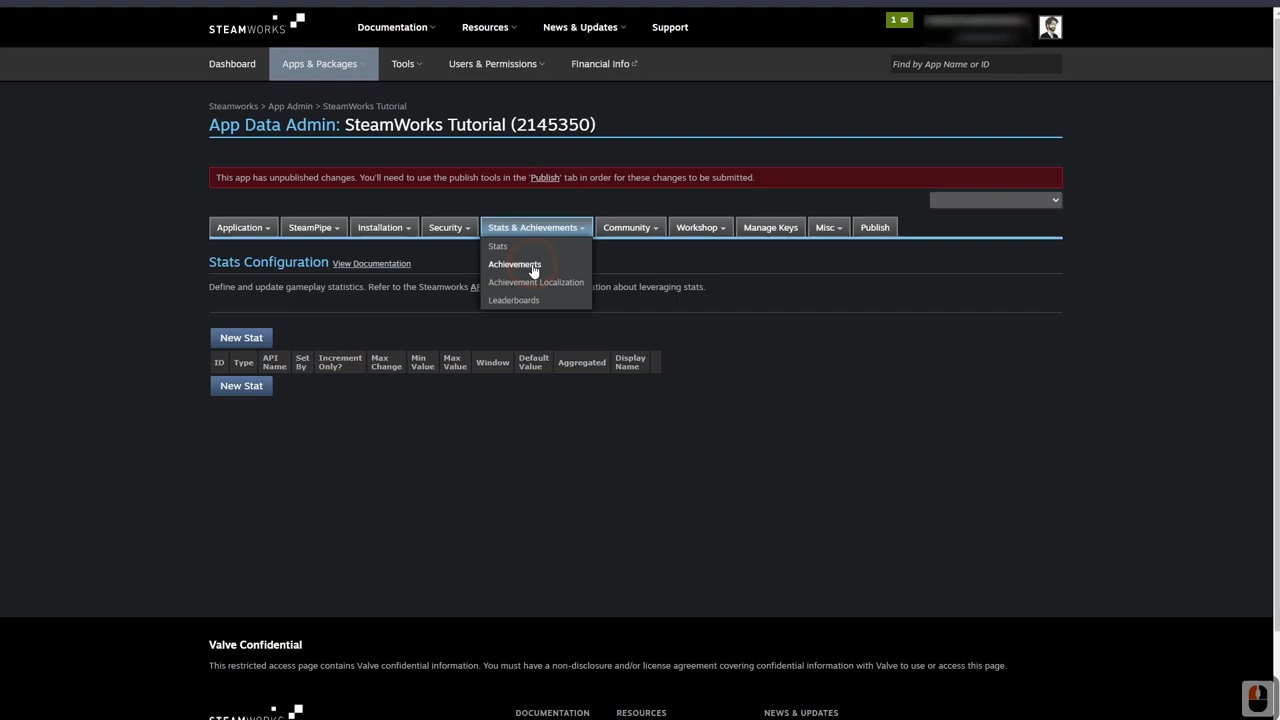 STEAMWORKS
Documentation
Resources
News & Updates
Support
1
Dashboard
Apps & Packages
Tools
Users & Permissions
Financial Info
Find by App Name or ID
Steamworks > App Admin > SteamWorks Tutorial
App Data Admin: SteamWorks Tutorial (2145350)
This app has unpublished changes. You'll need to use the publish tools in the 'Publish' tab in order for these changes to be submitted.
Application
SteamPipe
Installation
Security
Stats & Achievements
Community
Workshop
Manage Keys
Misc
Publish
Stats
Achievements
Achievement Localization
Leaderboards
Stats Configuration View Documentation
Define and update gameplay statistics. Refer to the Steamworks about leveraging stats.
New Stat
ID
Type
API Name
Set By
Increment Only?
Max Change
Min Value
Max Value
Window
Default Value
Aggregated
Display Name
New Stat
Valve Confidential
This restricted access page contains Valve confidential information. You must have a non-disclosure and/or license agreement covering confidential information with Valve to use or access this page.
DOCUMENTATION
RESOURCES
NEWS & UPDATES